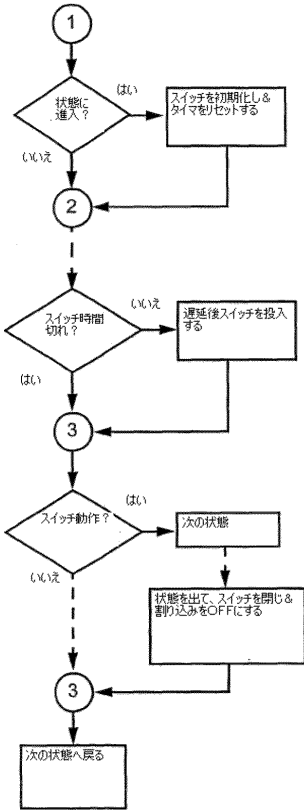 1
状態に
進入？
はい
スイッチを初期化し＆
タイマをリセットする
いいえ
2
スイッチ時間
切れ？
いいえ
遅延後スイッチを投入
する
はい
3
スイッチ動作？
はい
次の状態
いいえ
状態を出て、スイッチを閉じ＆
割り込みをOFFにする
3
次の状態へ戻る